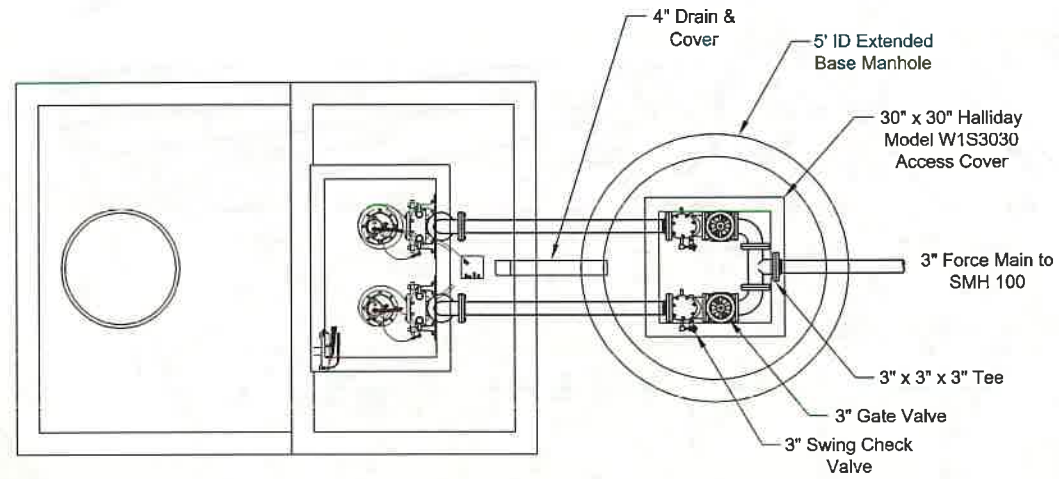 4" Drain &
Cover
5' ID Extended
Base Manhole
30" x 30" Halliday
Model W1S3030
Access Cover
3" Force Main to
SMH 100
3" x 3" x 3" Tee
3" Gate Valve
3" Swing Check
Valve